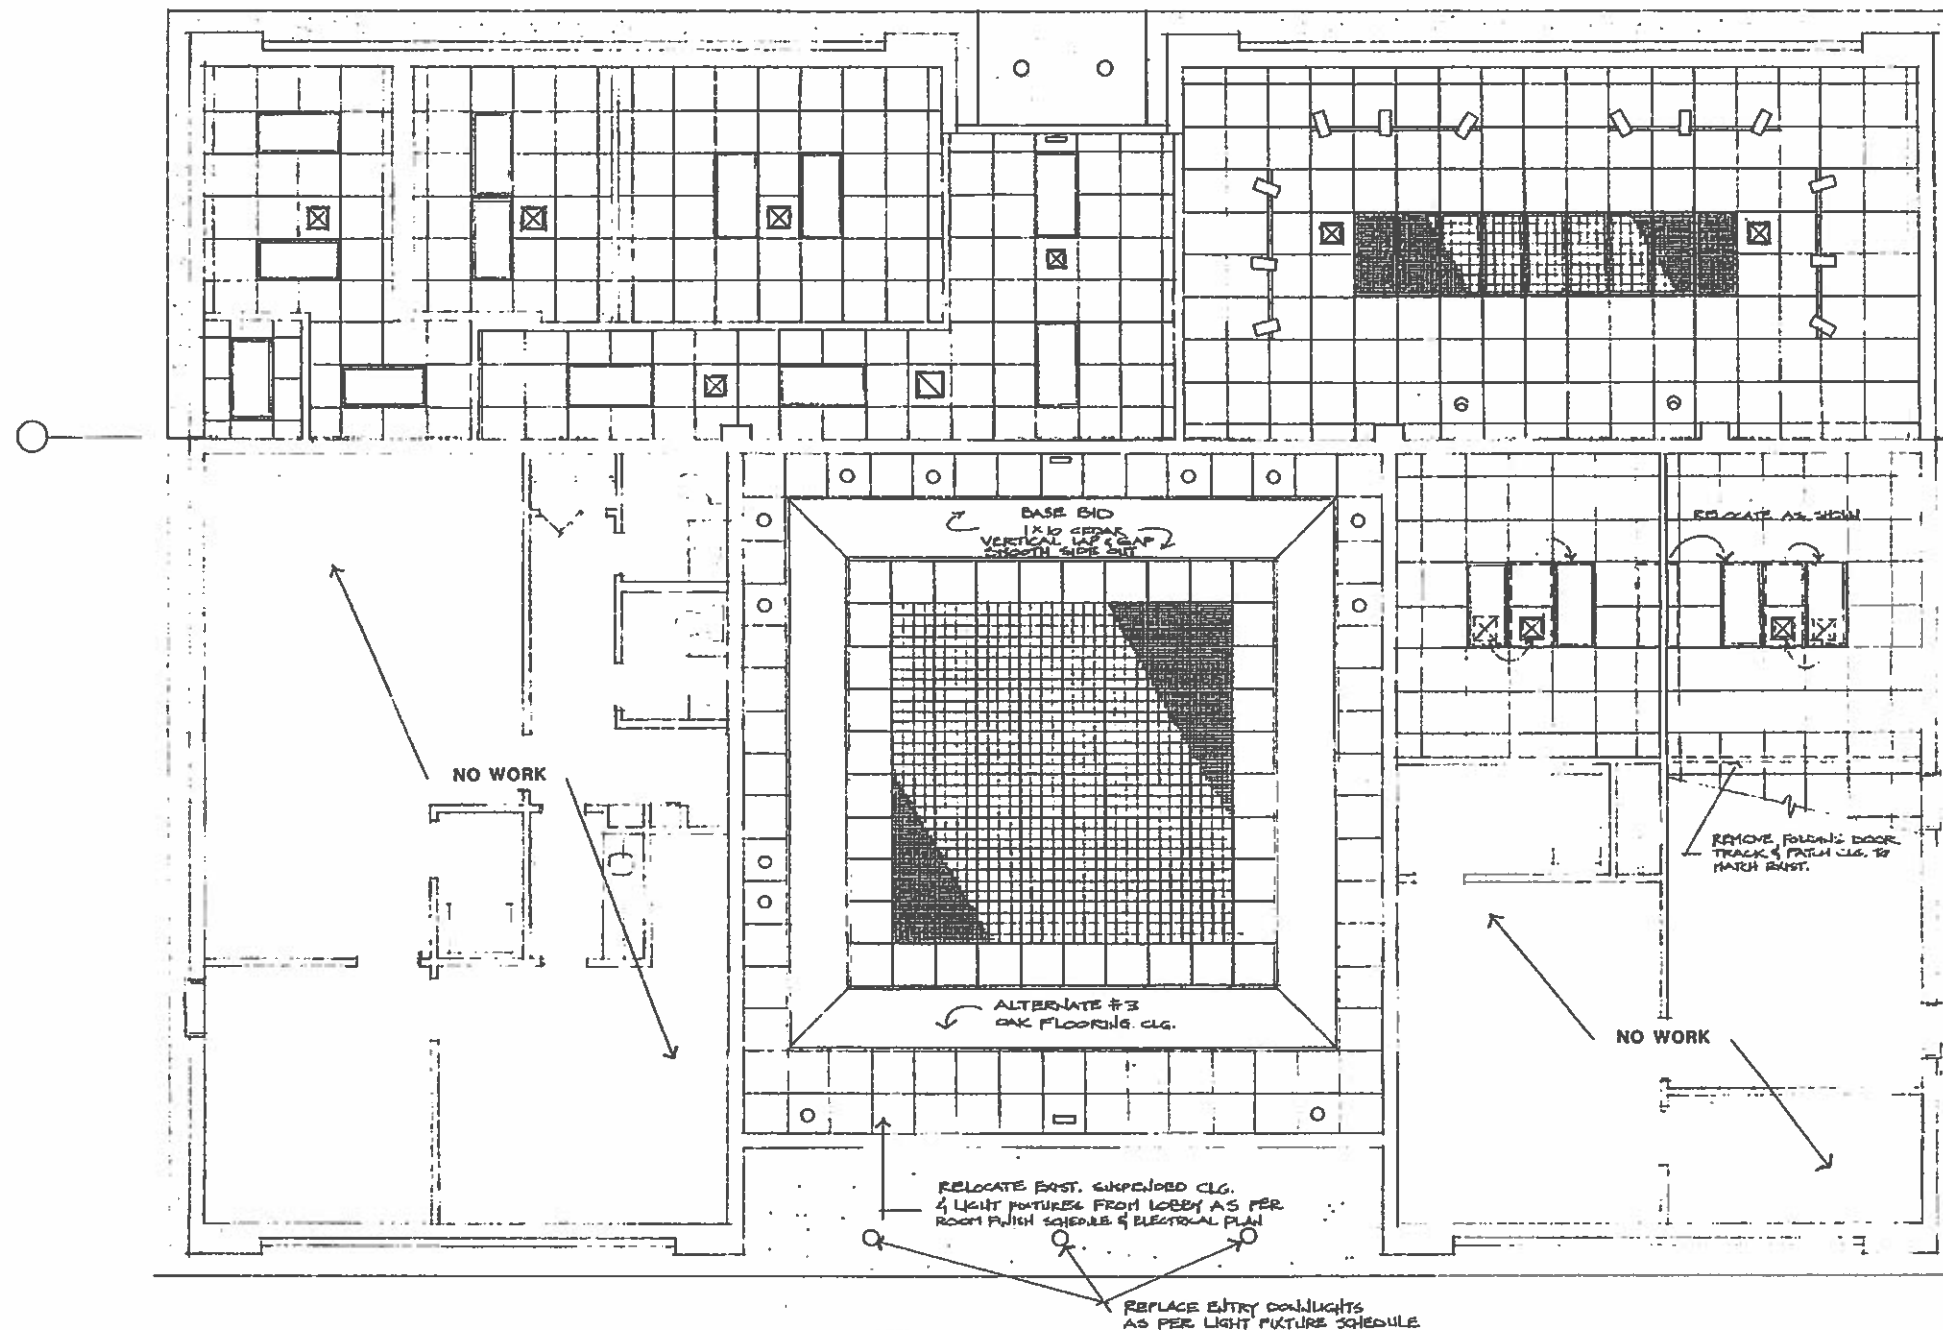 BASE BID
1X10 CEDAR
VERTICAL LAP & GAP
SMOOTH SIDE OUT
RELOCATE AS SHOWN
NO WORK
REMOVE FOLDING DOOR
TRACK & PATCH CLG. TO
MATCH EXIST.
ALTERNATE #3
OAK FLOORING CLG.
NO WORK
RELOCATE EXIST. SUSPENDED CLG.
& LIGHT FIXTURES FROM LOBBY AS PER
ROOM FINISH SCHEDULE & ELECTRICAL PLAN
REPLACE ENTRY DOWNLIGHTS
AS PER LIGHT FIXTURE SCHEDULE